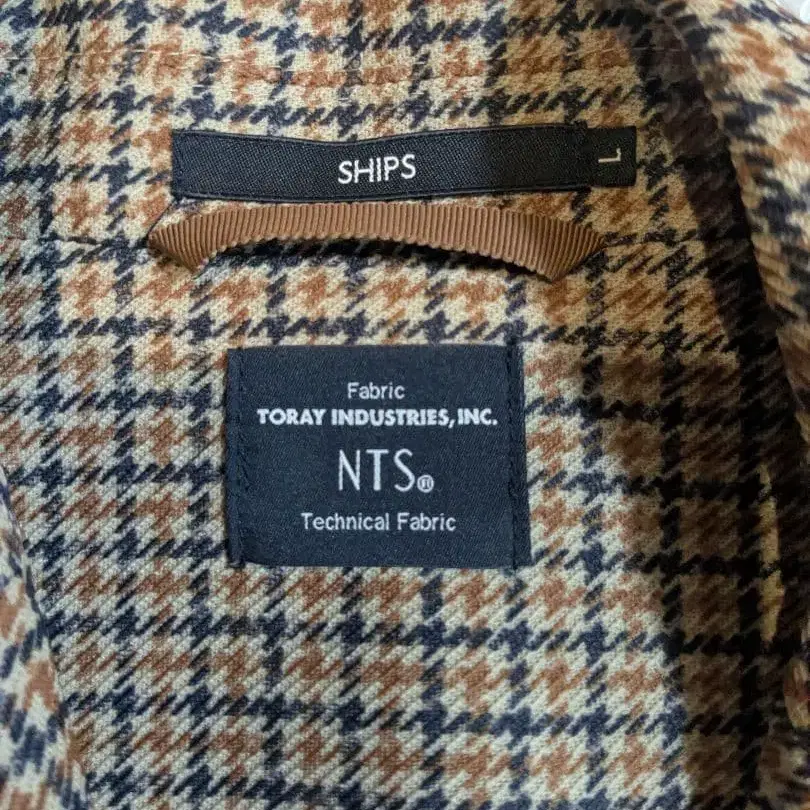 SHIPS
L
Fabric
TORAY INDUSTRIES, INC.
NTS®
Technical Fabric